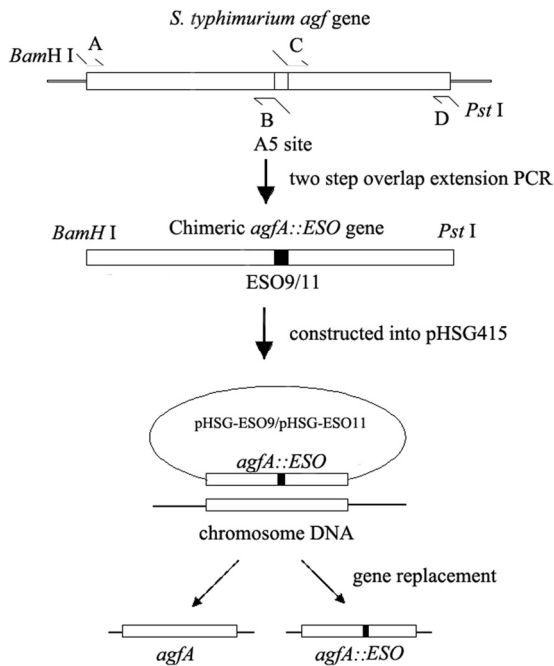 S. typhimurium agf gene
BamH I A C
B D Pst I
A5 site
two step overlap extension PCR
BamH I Chimeric agfA::ESO gene Pst I
ESO9/11
constructed into pHSG415
pHSG-ESO9/pHSG-ESO11
agfA::ESO
chromosome DNA
gene replacement
agfA agfA::ESO